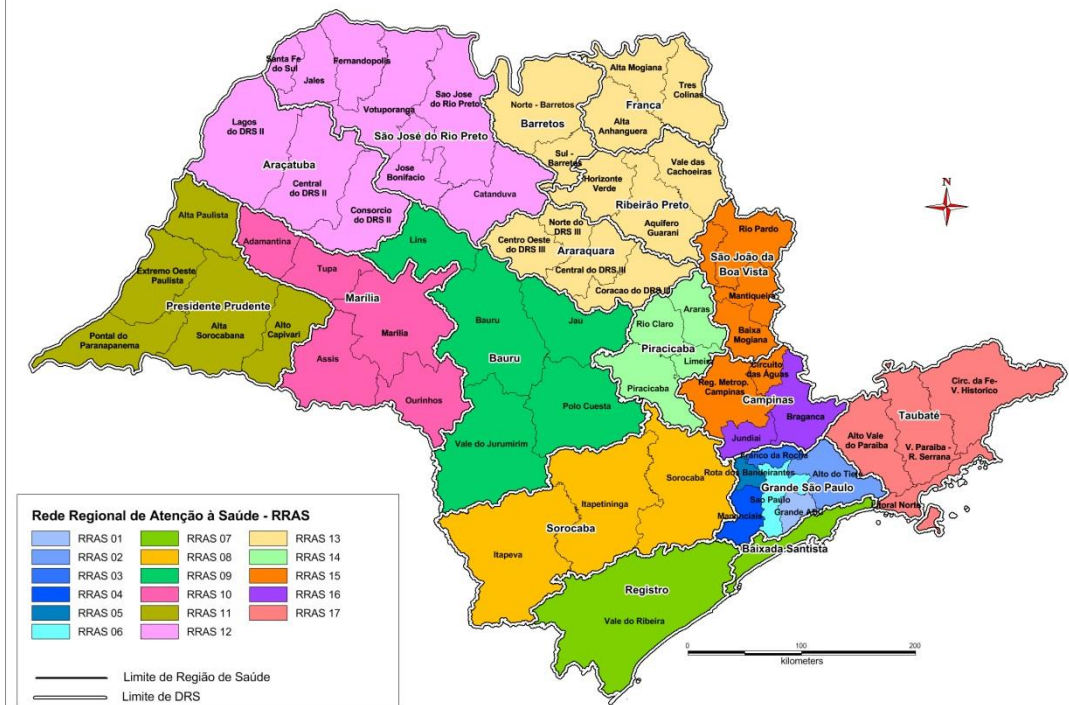 Santa Fe
do Sul
Jales
Fernandopolis
Votuporanga
Sao Jose
do Rio Preto
São José do Rio Preto
Jose
Bonifacio
Catanduva
Lagos
do DRS II
Araçatuba
Central
do DRS II
Consorcio
do DRS II
Norte - Barretos
Barretos
Sul -
Barretos
Alta Mogiana
Tres
Colinas
Franca
Alta
Anhanguera
Horizonte
Verde
Vale das
Cachoeiras
Ribeirão Preto
Aquifero
Guarani
Norte do
DRS III
Centro Oeste
do DRS III
Araraquara
Central do DRS III
Coracao do DRS III
N
Rio Pardo
São João da
Boa Vista
Mantiqueira
Baixa
Mogiana
Alta Paulista
Extremo Oeste
Paulista
Presidente Prudente
Pontal do
Paranapanema
Alta
Sorocabana
Alto
Capivari
Adamantina
Tupa
Marília
Marilia
Assis
Ourinhos
Lins
Bauru
Jau
Bauru
Polo Cuesta
Vale do Jurumirim
Araras
Rio Claro
Piracicaba
Limeira
Piracicaba
Circuito
das Águas
Reg. Metrop.
Campinas
Campinas
Braganca
Jundiai
Circ. da Fe-
V. Historico
Taubaté
Alto Vale
do Paraiba
V. Paraiba -
R. Serrana
Litoral Norte
Franco da Rocha
Rota dos Bandeirantes
Alto do Tiete
Grande São Paulo
Sao Paulo
Mananciais
Grande ABC
Baixada Santista
Sorocaba
Itapetininga
Sorocaba
Itapeva
Registro
Vale do Ribeira
0 100 200
kilometers
Rede Regional de Atenção à Saúde - RRAS
RRAS 01
RRAS 02
RRAS 03
RRAS 04
RRAS 05
RRAS 06
RRAS 07
RRAS 08
RRAS 09
RRAS 10
RRAS 11
RRAS 12
RRAS 13
RRAS 14
RRAS 15
RRAS 16
RRAS 17
Limite de Região de Saúde
Limite de DRS